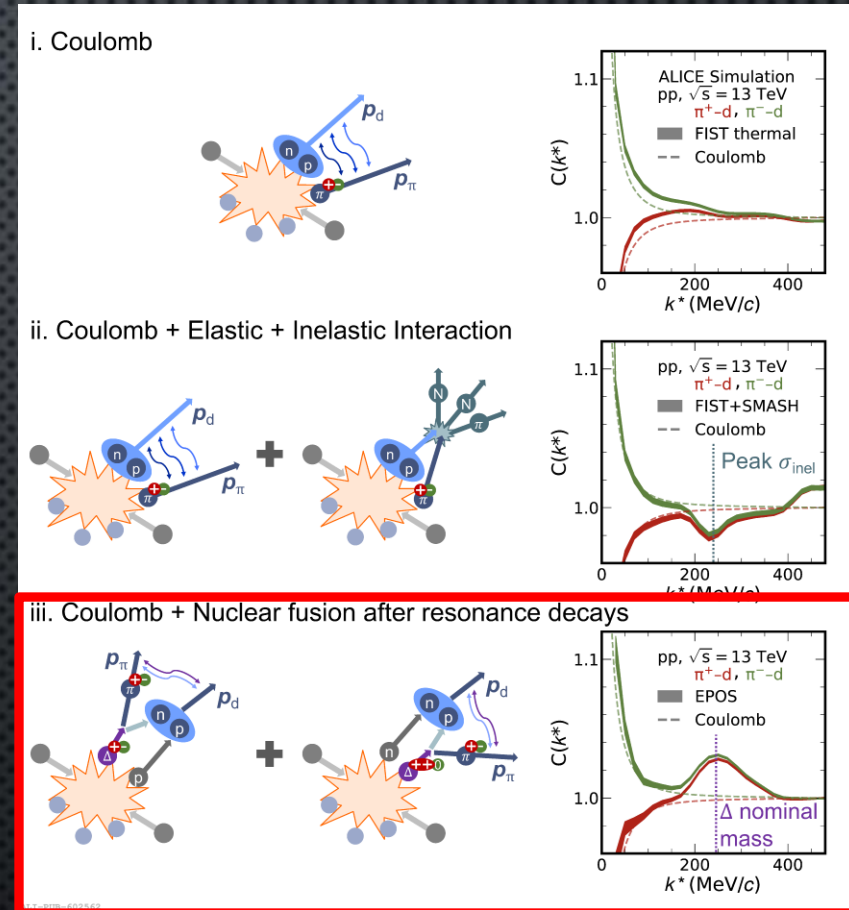 i. Coulomb
p_d
n
p
π
+
-
p_π
1.1
1.0
C(k*)
ALICE Simulation
pp, √s = 13 TeV
π⁺-d, π⁻-d
FIST thermal
Coulomb
0
200
400
k* (MeV/c)
ii. Coulomb + Elastic + Inelastic Interaction
p_d
n
p
π
+
-
p_π
+
N
N
π
n
p
π
+
-
1.1
1.0
C(k*)
pp, √s = 13 TeV
π⁺-d, π⁻-d
FIST+SMASH
Coulomb
Peak σ_inel
0
200
400
k* (MeV/c)
iii. Coulomb + Nuclear fusion after resonance decays
p_π
π
+
-
p_d
n
p
Δ
+
-
p
+
p_d
n
p
n
π
+
-
Δ
+
+
0
p_π
1.1
1.0
C(k*)
pp, √s = 13 TeV
π⁺-d, π⁻-d
EPOS
Coulomb
Δ nominal
mass
0
200
400
k* (MeV/c)